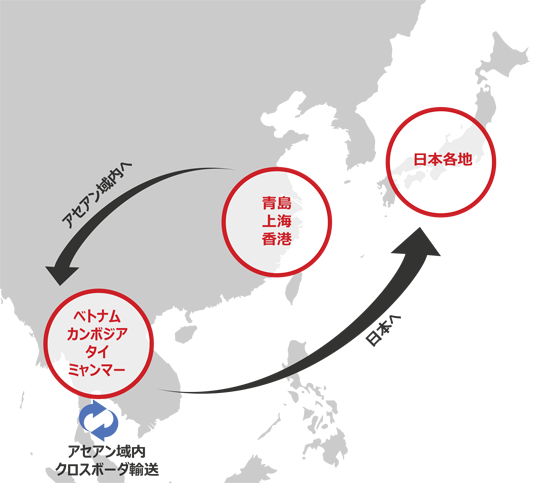 日本各地
アセアン域内へ
青島
上海
香港
ベトナム
カンボジア
タイ
ミャンマー
日本へ
アセアン域内
クロスボーダ輸送